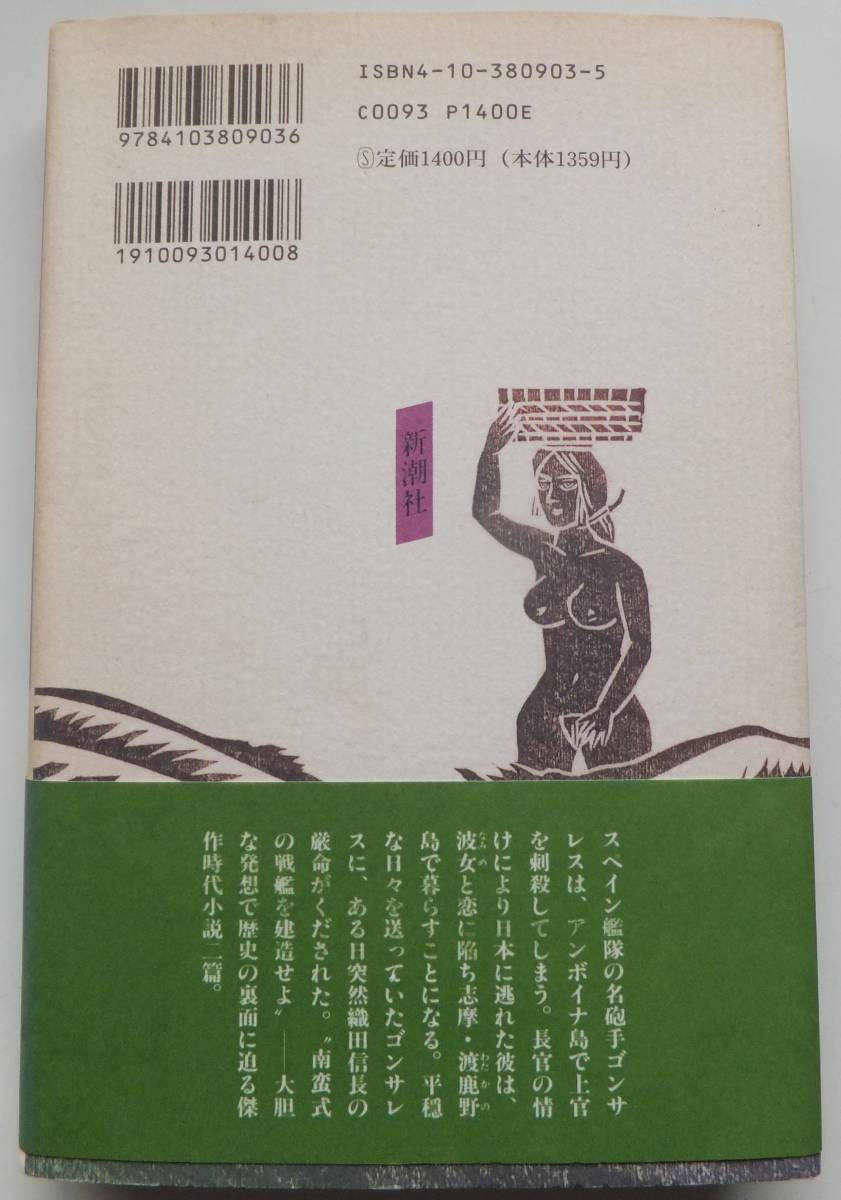 ISBN4-10-380903-5
C0093 P1400E
Ⓢ定価1400円(本体1359円)
9784103809036
1910093014008
新潮社
スペイン艦隊の名砲手ゴンサ
レスは、アンボイナ島で上官
を刺殺してしまう。長官の情
けにより日本に逃れた彼は、
波女と恋に陥ち志摩・渡鹿野
なみめ
わたかの
島で暮らすことになる。平穏
な日々を送っていたゴンサレ
スに、ある日突然織田信長の
厳命がくだされた。〝南蛮式
の戦艦を建造せよ〟――大胆
な発想で歴史の裏面に迫る傑
作時代小説二篇。